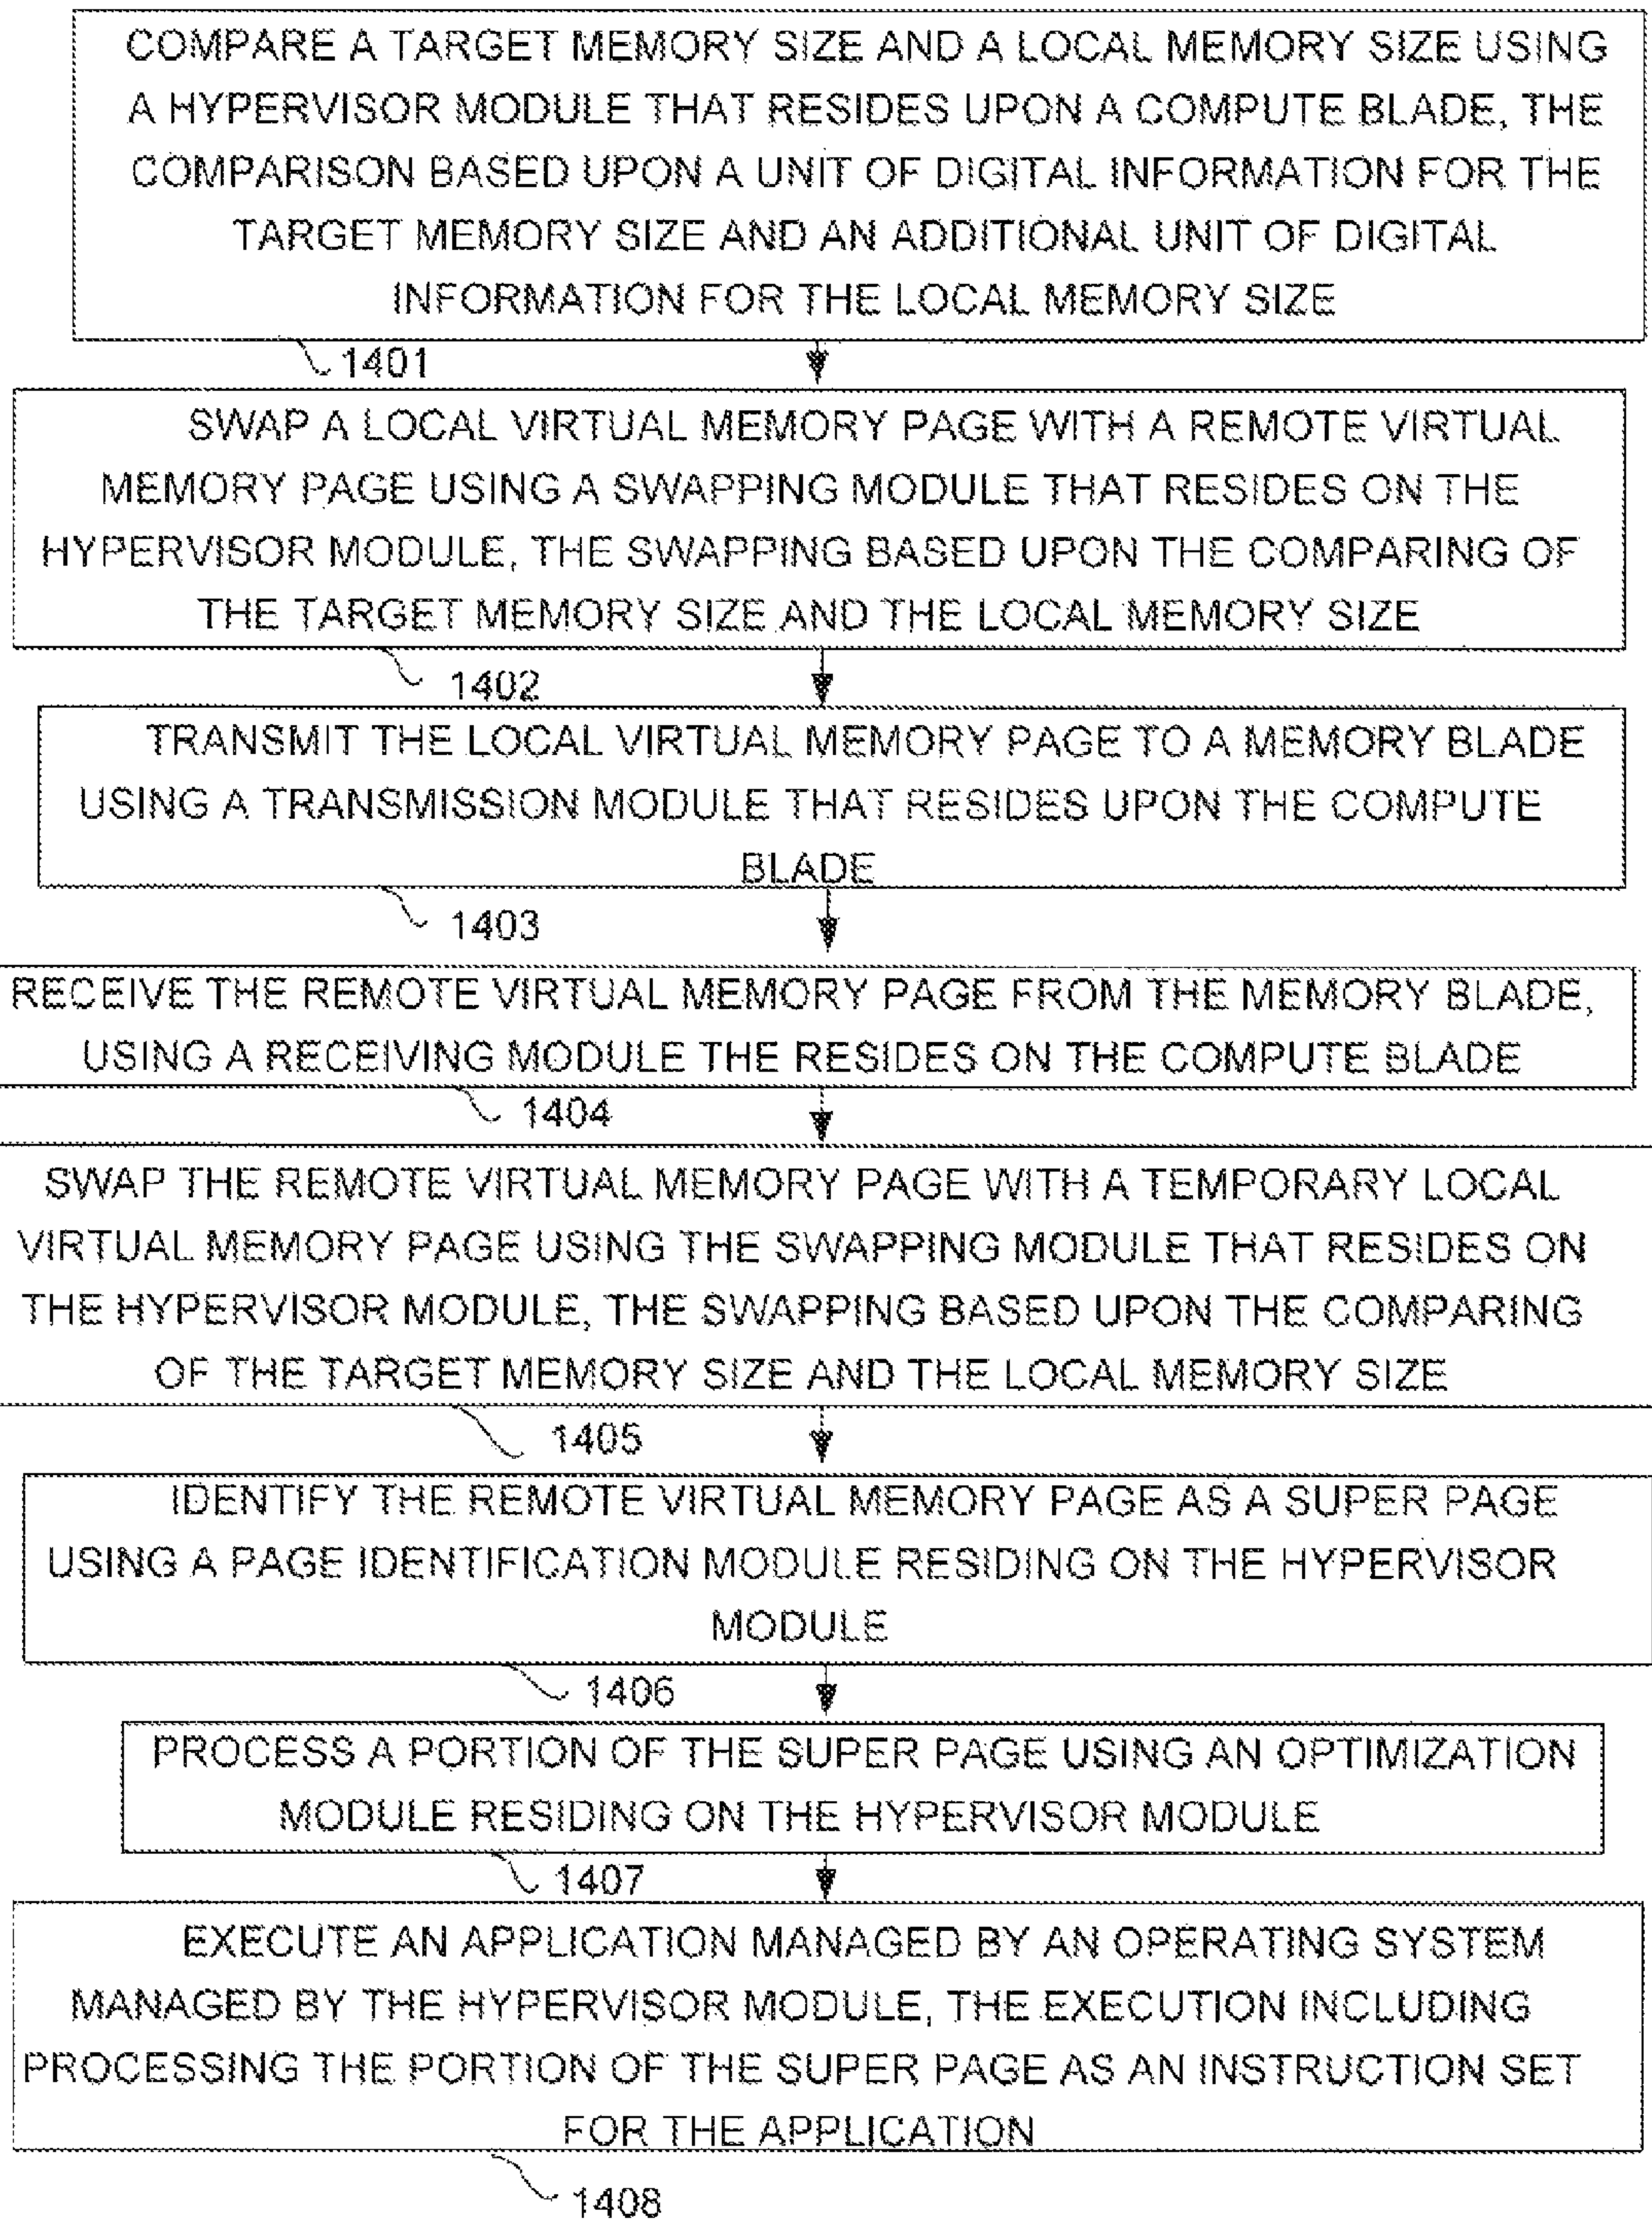 COMPARE A TARGET MEMORY SIZE AND A LOCAL MEMORY SIZE USING
A HYPERVISOR MODULE THAT RESIDES UPON A COMPUTE BLADE, THE
COMPARISON BASED UPON A UNIT OF DIGITAL INFORMATION FOR THE
TARGET MEMORY SIZE AND AN ADDITIONAL UNIT OF DIGITAL
INFORMATION FOR THE LOCAL MEMORY SIZE
1401
SWAP A LOCAL VIRTUAL MEMORY PAGE WITH A REMOTE VIRTUAL
MEMORY PAGE USING A SWAPPING MODULE THAT RESIDES ON THE
HYPERVISOR MODULE, THE SWAPPING BASED UPON THE COMPARING OF
THE TARGET MEMORY SIZE AND THE LOCAL MEMORY SIZE
1402
TRANSMIT THE LOCAL VIRTUAL MEMORY PAGE TO A MEMORY BLADE
USING A TRANSMISSION MODULE THAT RESIDES UPON THE COMPUTE
BLADE
1403
RECEIVE THE REMOTE VIRTUAL MEMORY PAGE FROM THE MEMORY BLADE,
USING A RECEIVING MODULE THE RESIDES ON THE COMPUTE BLADE
1404
SWAP THE REMOTE VIRTUAL MEMORY PAGE WITH A TEMPORARY LOCAL
VIRTUAL MEMORY PAGE USING THE SWAPPING MODULE THAT RESIDES ON
THE HYPERVISOR MODULE, THE SWAPPING BASED UPON THE COMPARING
OF THE TARGET MEMORY SIZE AND THE LOCAL MEMORY SIZE
1405
IDENTIFY THE REMOTE VIRTUAL MEMORY PAGE AS A SUPER PAGE
USING A PAGE IDENTIFICATION MODULE RESIDING ON THE HYPERVISOR
MODULE
1406
PROCESS A PORTION OF THE SUPER PAGE USING AN OPTIMIZATION
MODULE RESIDING ON THE HYPERVISOR MODULE
1407
EXECUTE AN APPLICATION MANAGED BY AN OPERATING SYSTEM
MANAGED BY THE HYPERVISOR MODULE, THE EXECUTION INCLUDING
PROCESSING THE PORTION OF THE SUPER PAGE AS AN INSTRUCTION SET
FOR THE APPLICATION
1408